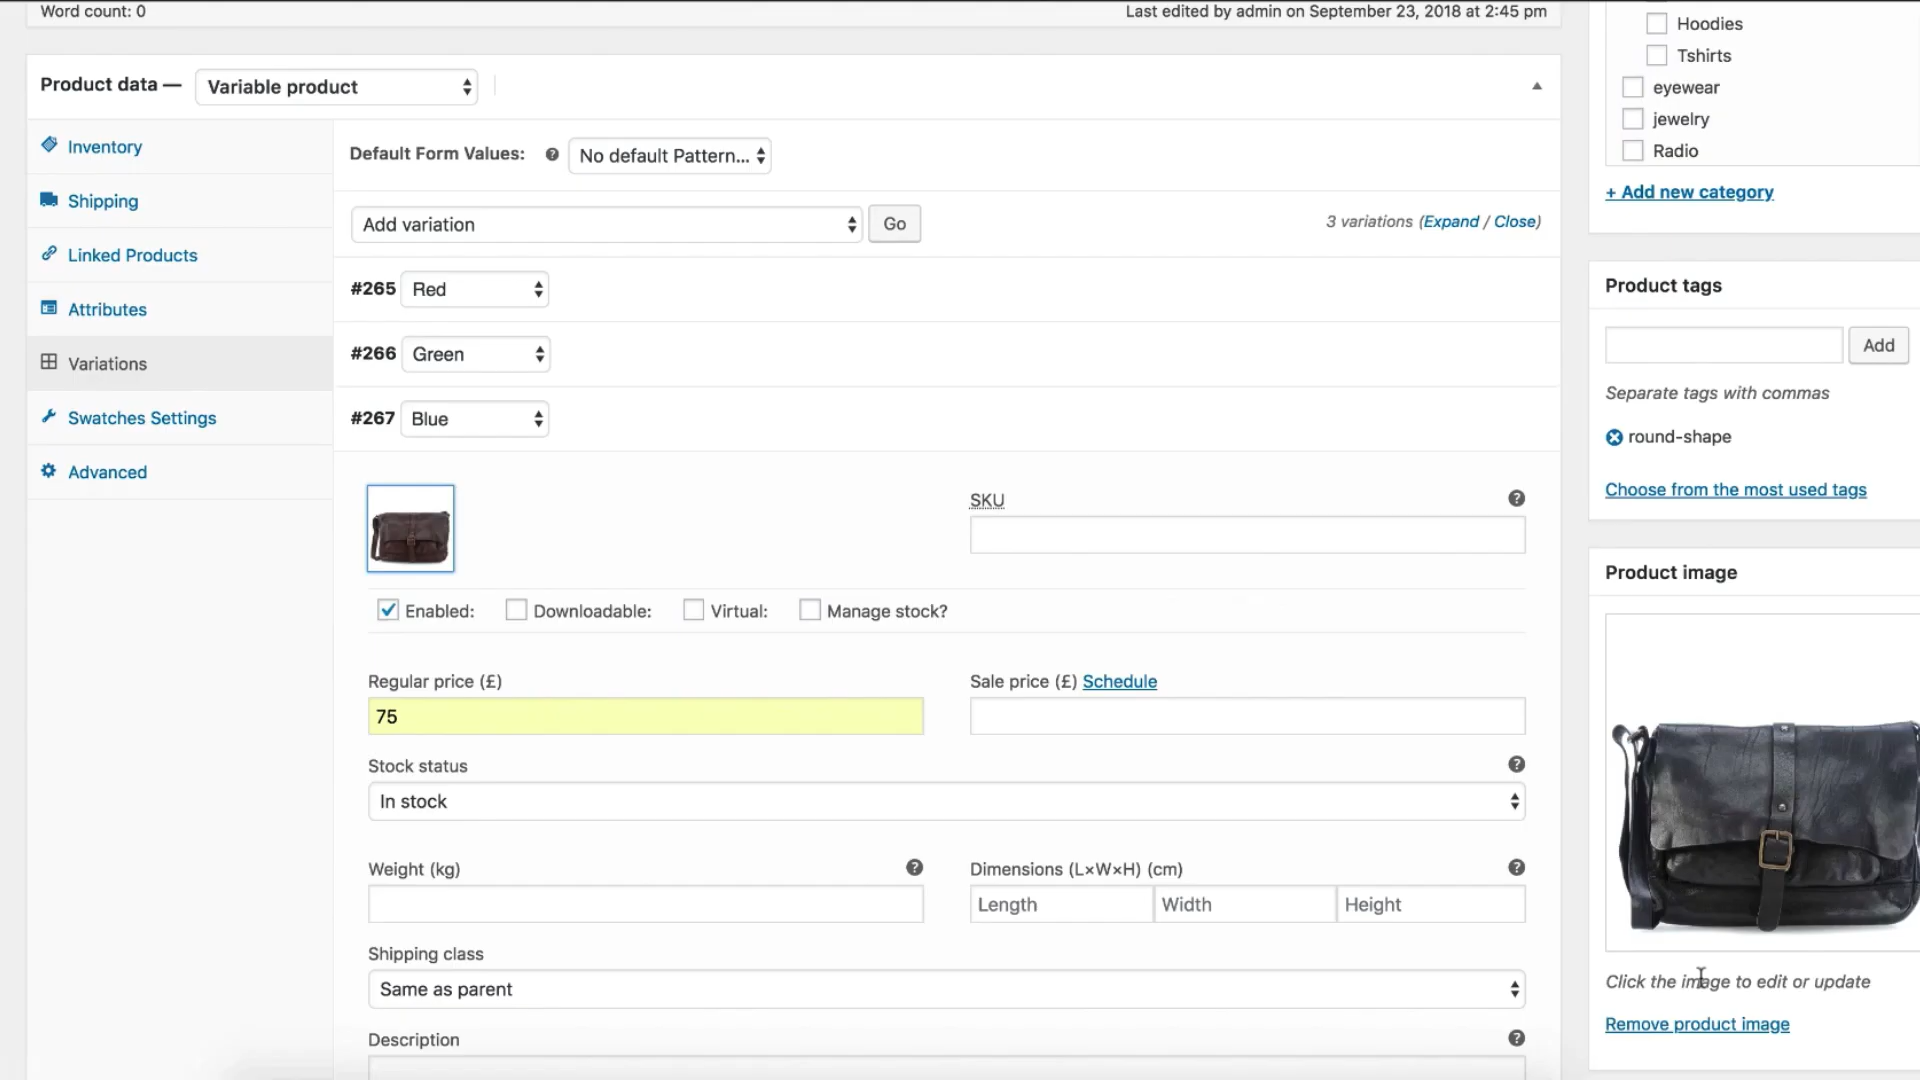 Word count: 0
Last edited by admin on September 23, 2018 at 2:45 pm
Product data —
Variable product
Inventory
Shipping
Linked Products
Attributes
Variations
Swatches Settings
Advanced
Default Form Values:
No default Pattern...
Add variation
Go
3 variations (Expand / Close)
#265
Red
#266
Green
#267
Blue
SKU
Enabled:
Downloadable:
Virtual:
Manage stock?
Regular price (£)
75
Sale price (£) Schedule
Stock status
In stock
Weight (kg)
Dimensions (L×W×H) (cm)
Length
Width
Height
Shipping class
Same as parent
Description
Hoodies
Tshirts
eyewear
jewelry
Radio
+ Add new category
Product tags
Add
Separate tags with commas
round-shape
Choose from the most used tags
Product image
Click the image to edit or update
Remove product image